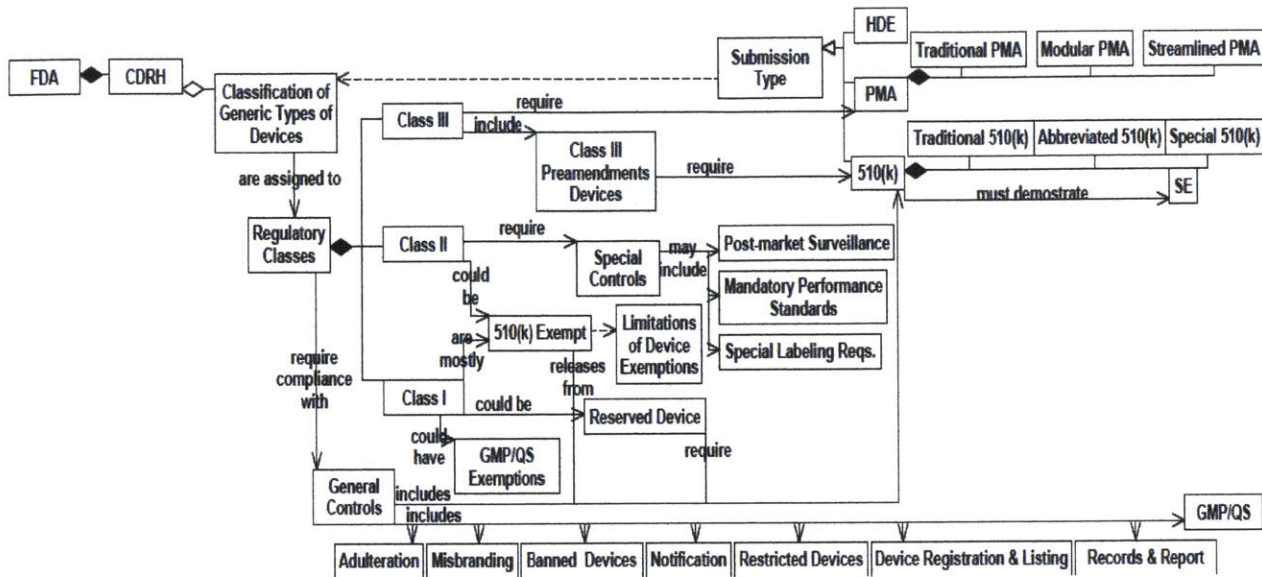 HDE
Submission
Type
Traditional PMA
Modular PMA
Streamlined PMA
FDA
CDRH
Classification of
Generic Types of
Devices
PMA
require
Class III
include
Class III
Preamendments
Devices
require
Traditional 510(k)
Abbreviated 510(k)
Special 510(k)
510(k)
must demostrate
SE
are assigned to
Regulatory
Classes
Class II
require
Special
Controls
may
include
Post-market Surveillance
Mandatory Performance
Standards
Special Labeling Reqs.
could
be
are
mostly
510(k) Exempt
Limitations
of Device
Exemptions
releases
from
require
compliance
with
Class I
could be
Reserved Device
require
could
have
GMP/QS
Exemptions
General
Controls
includes
includes
GMP/QS
Adulteration
Misbranding
Banned Devices
Notification
Restricted Devices
Device Registration & Listing
Records & Report